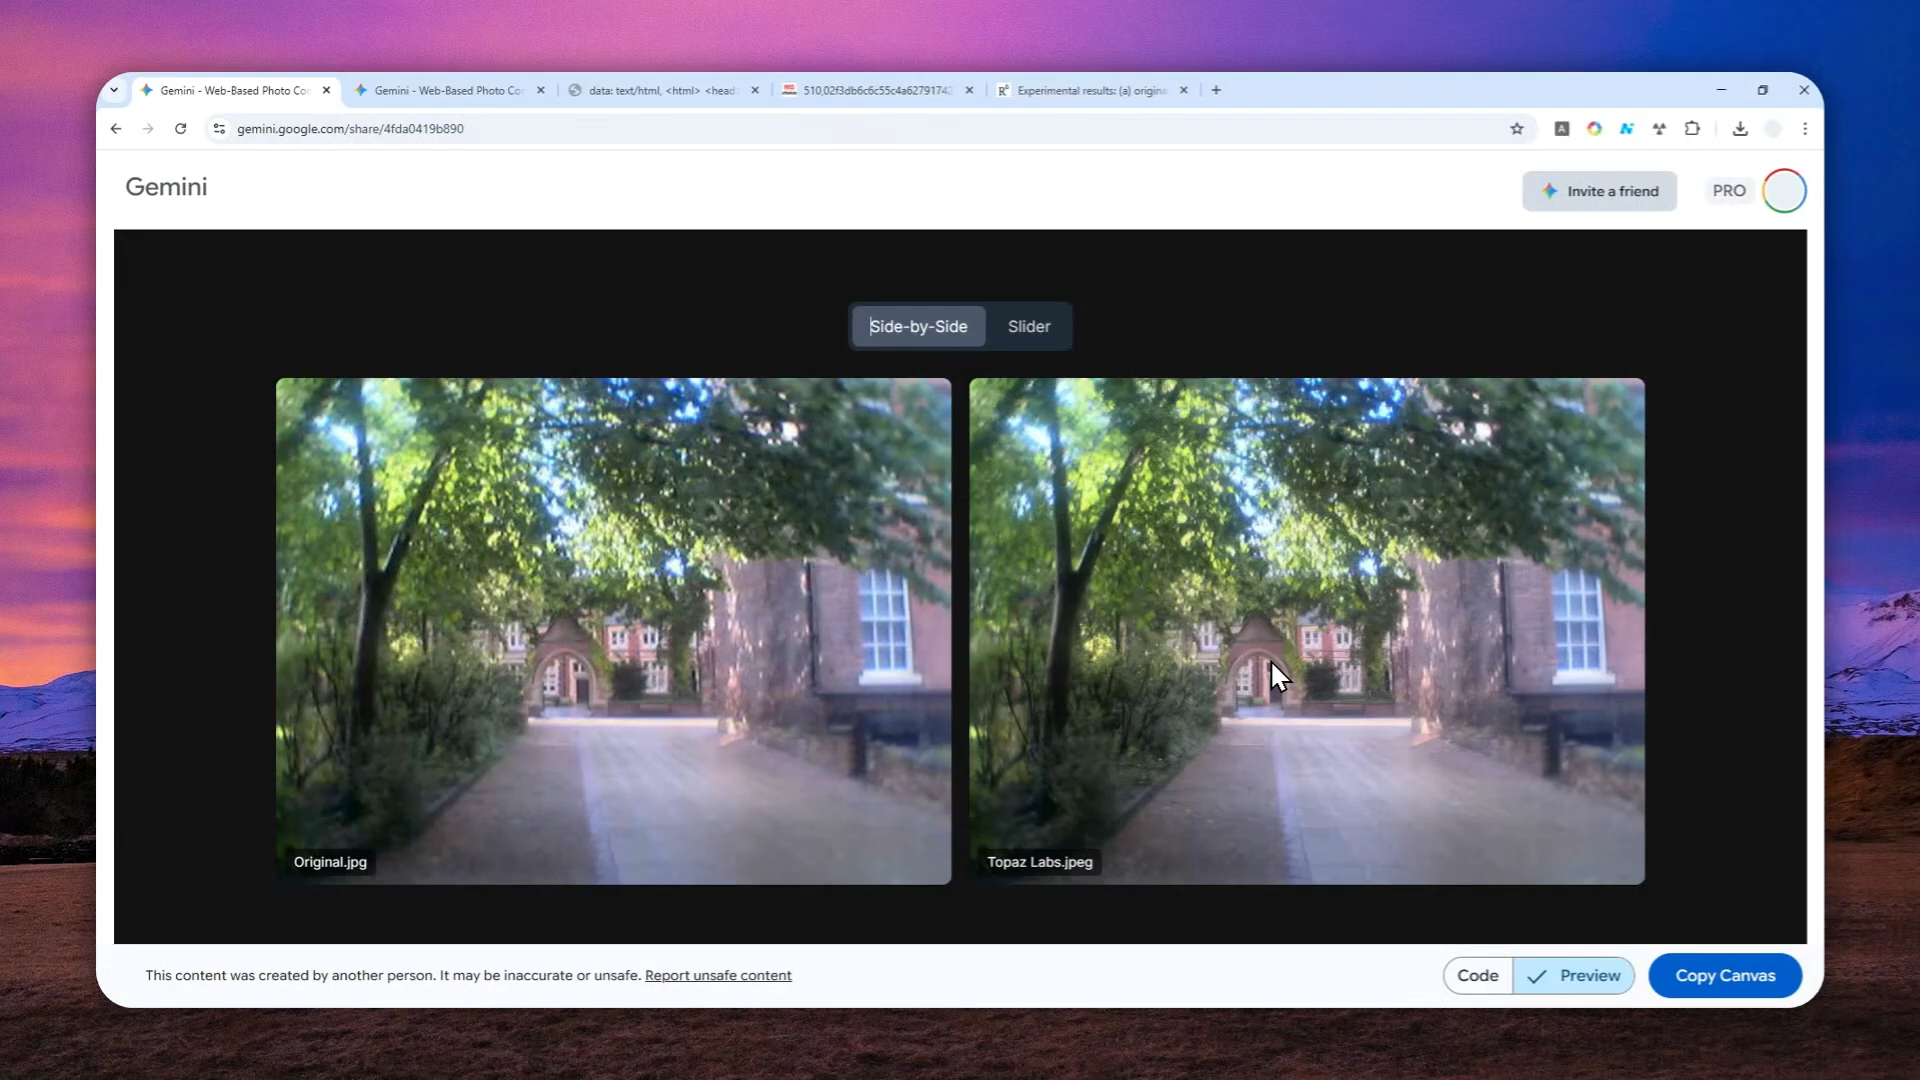 Gemini - Web-Based Photo Co
Gemini - Web-Based Photo Co
data: text/html, <html> <head
510,02f3db6c6c55c4a62791742
Experimental results: (a) origina
gemini.google.com/share/4fda0419b890
Gemini
Invite a friend
PRO
Side-by-Side
Slider
Original.jpg
Topaz Labs.jpeg
This content was created by another person. It may be inaccurate or unsafe. Report unsafe content
Code
Preview
Copy Canvas